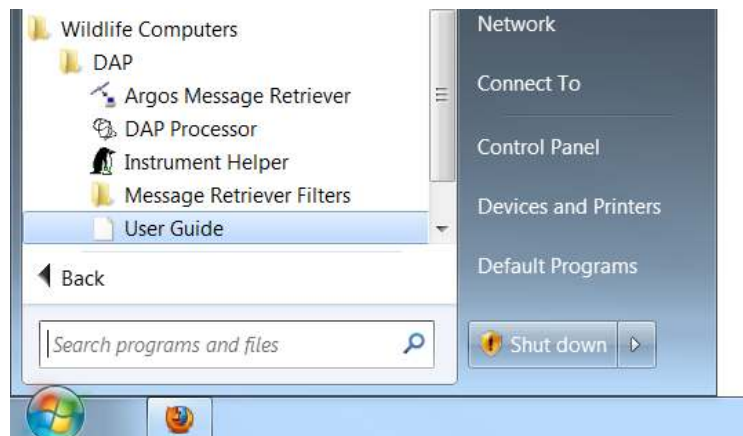 Wildlife Computers
DAP
Argos Message Retriever
DAP Processor
Instrument Helper
Message Retriever Filters
User Guide
Back
Search programs and files
Network
Connect To
Control Panel
Devices and Printers
Default Programs
Shut down